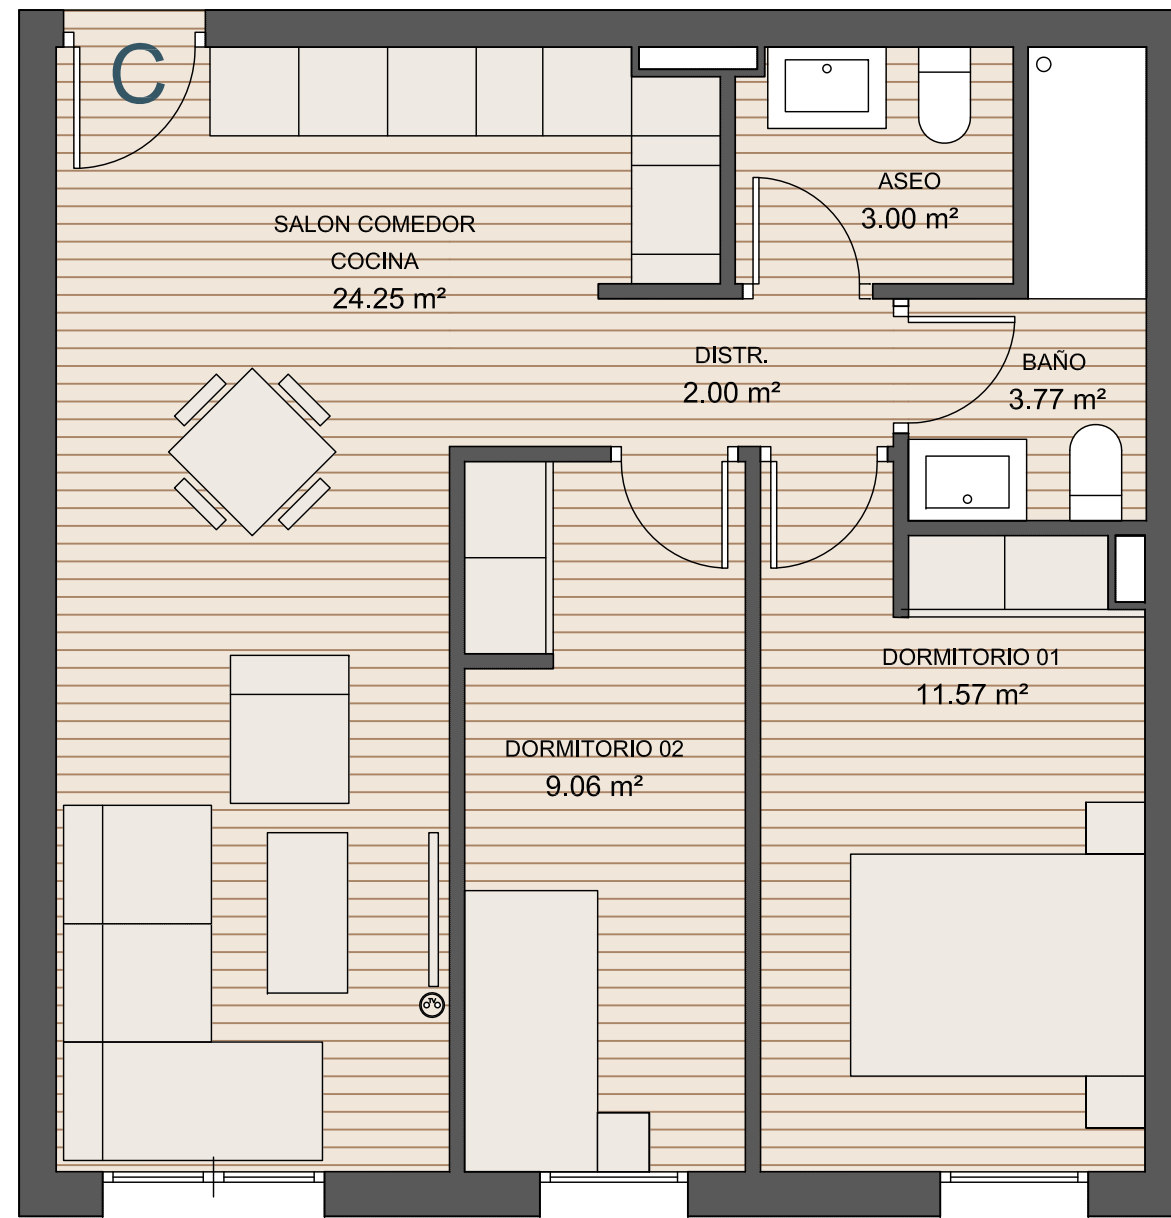 C
ASEO
3.00 m²
SALON COMEDOR
COCINA
24.25 m²
DISTR.
2.00 m²
BAÑO
3.77 m²
DORMITORIO 01
11.57 m²
DORMITORIO 02
9.06 m²
TV